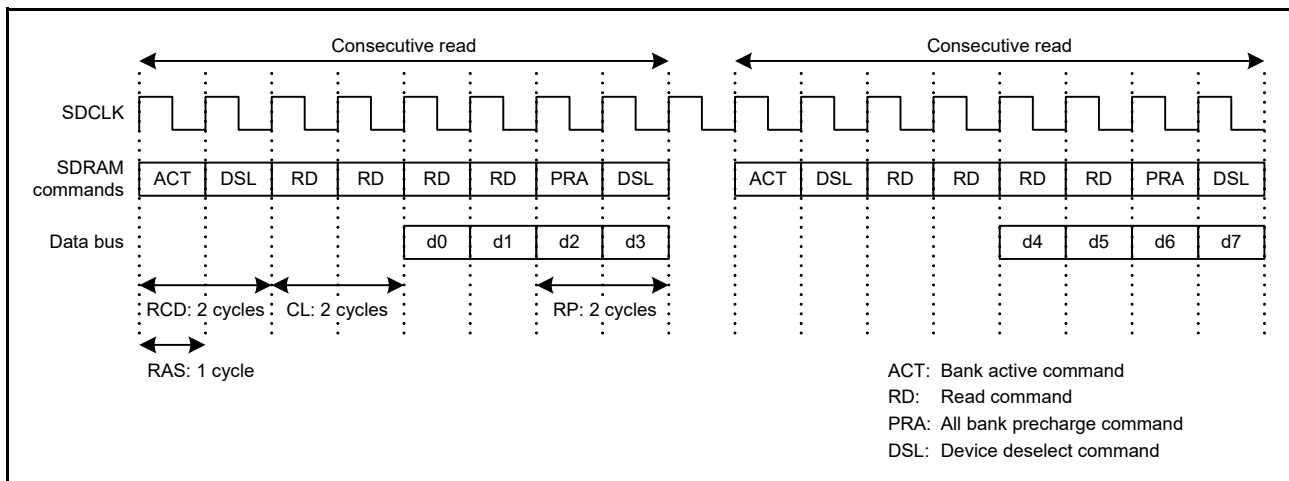 Consecutive read Consecutive read
SDCLK
SDRAM
commands
ACT DSL RD RD RD RD PRA DSL ACT DSL RD RD RD RD PRA DSL
Data bus d0 d1 d2 d3 d4 d5 d6 d7
RCD: 2 cycles CL: 2 cycles RP: 2 cycles
RAS: 1 cycle
ACT: Bank active command
RD: Read command
PRA: All bank precharge command
DSL: Device deselect command